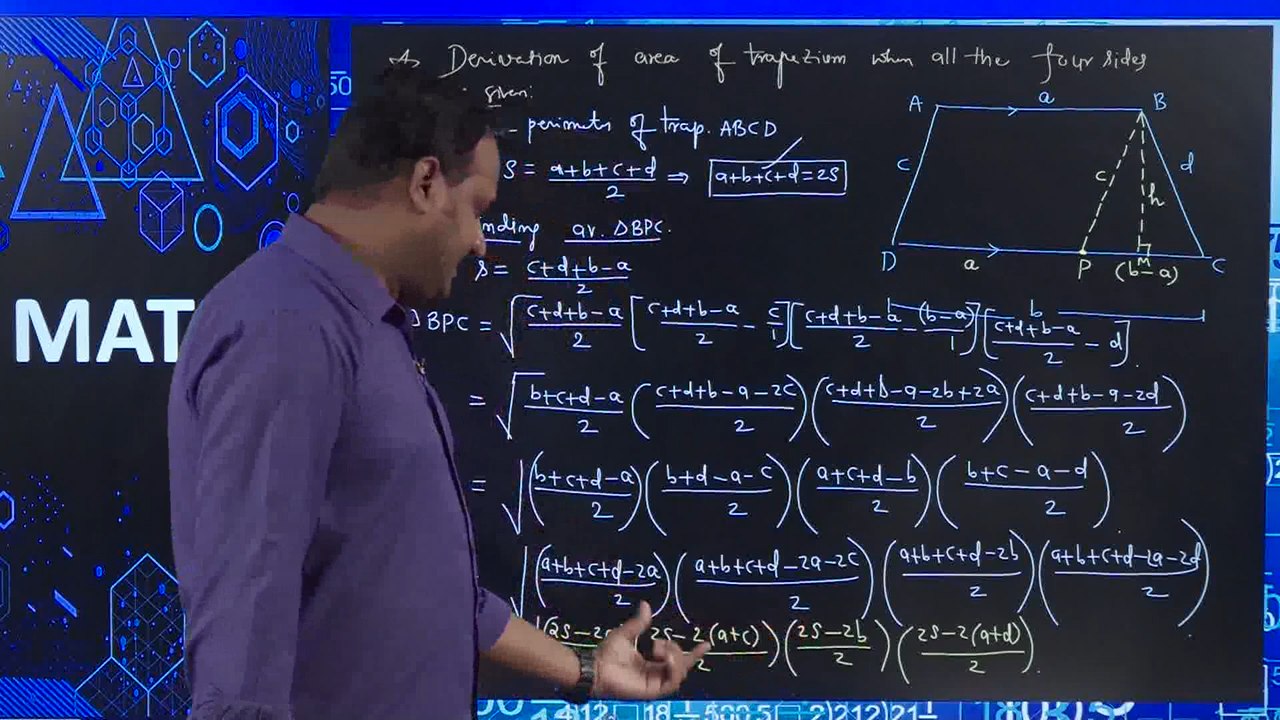 Derivation of area of trapezium when all the four sides
given:
perimets of trap. ABCD
S = a+b+c+d/2 ⇒ a+b+c+d=2S
nding ar. ΔBPC.
s = c+d+b-a/2
BPC = √ c+d+b-a/2 [c+d+b-a/2 - c/1][c+d+b-a/2 - (b-a)/1][c+d+b-a/2 - d].
= √ b+c+d-a/2 (c+d+b-a-2c/2)(c+d+b-a-2b+2a/2)(c+d+b-a-2d/2)
= √(b+c+d-a/2)(b+d-a-c/2)(a+c+d-b/2)(b+c-a-d/2)
√(a+b+c+d-2a/2)(a+b+c+d-2a-2c/2)(a+b+c+d-2b/2)(a+b+c+d-2a-2d/2)
2S-2(a+c)/2)(2S-2b/2)(2S-2(a+d)/2).
A a B
c c h d
D a P M C
(b-a)
b
MAT